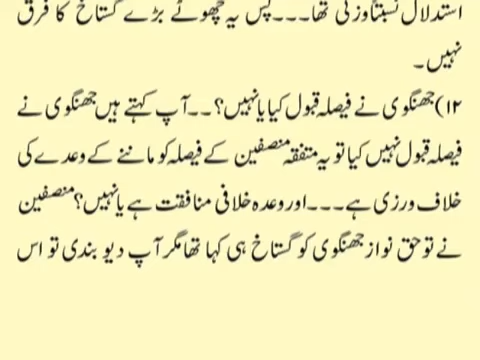 استدلال نسبتاً وزنی تھا۔۔۔پس یہ چھوٹے بڑے گستاخ کا فرق
نہیں۔
۱۲)جھنگوی نے فیصلہ قبول کیا یا نہیں؟۔۔آپ کہتے ہیں جھنگوی نے
فیصلہ قبول نہیں کیا تو یہ متفقہ منصفین کے فیصلہ کو ماننے کے وعدے کی
خلاف ورزی ہے۔۔۔اور وعدہ خلافی منافقت ہے یا نہیں؟منصفین
نے تو حق نواز جھنگوی کو گستاخ ہی کہا تھا مگر آپ دیو بندی تو اس